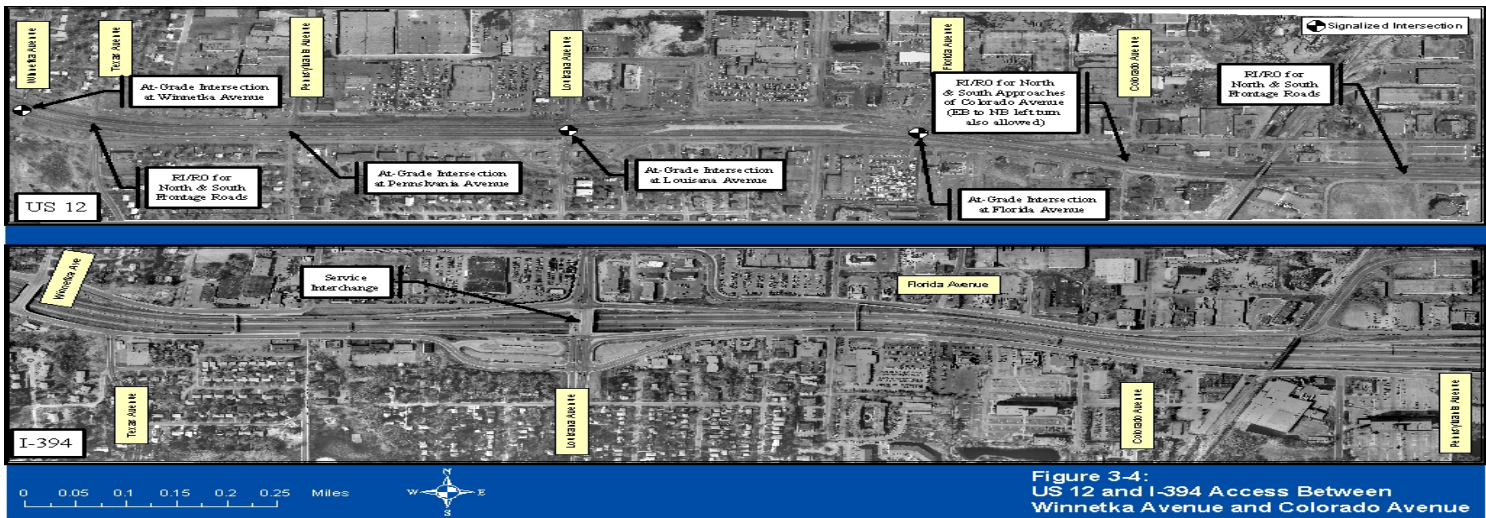 Winnetka Avenue
Texas Avenue
Pennsylvania Avenue
Louisiana Avenue
Florida Avenue
Colorado Avenue
Signalized Intersection
At-Grade Intersection
at Winnetka Avenue
RI/RO for North
& South Approaches
of Colorado Avenue
(EB to NB left turn
also allowed)
RI/RO for
North & South
Frontage Roads
RI/RO for
North & South
Frontage Roads
At-Grade Intersection
at Pennslvania Avenue
At-Grade Intersection
at Louisana Avenue
At-Grade Intersection
at Florida Avenue
US 12
Winnetka Ave
Service
Interchange
Florida Avenue
Texas Avenue
Louisiana Avenue
Colorado Avenue
Pennsylvania Avenue
I-394
0 0.05 0.1 0.15 0.2 0.25 Miles
N
W E
S
Figure 3-4:
US 12 and I-394 Access Between
Winnetka Avenue and Colorado Avenue